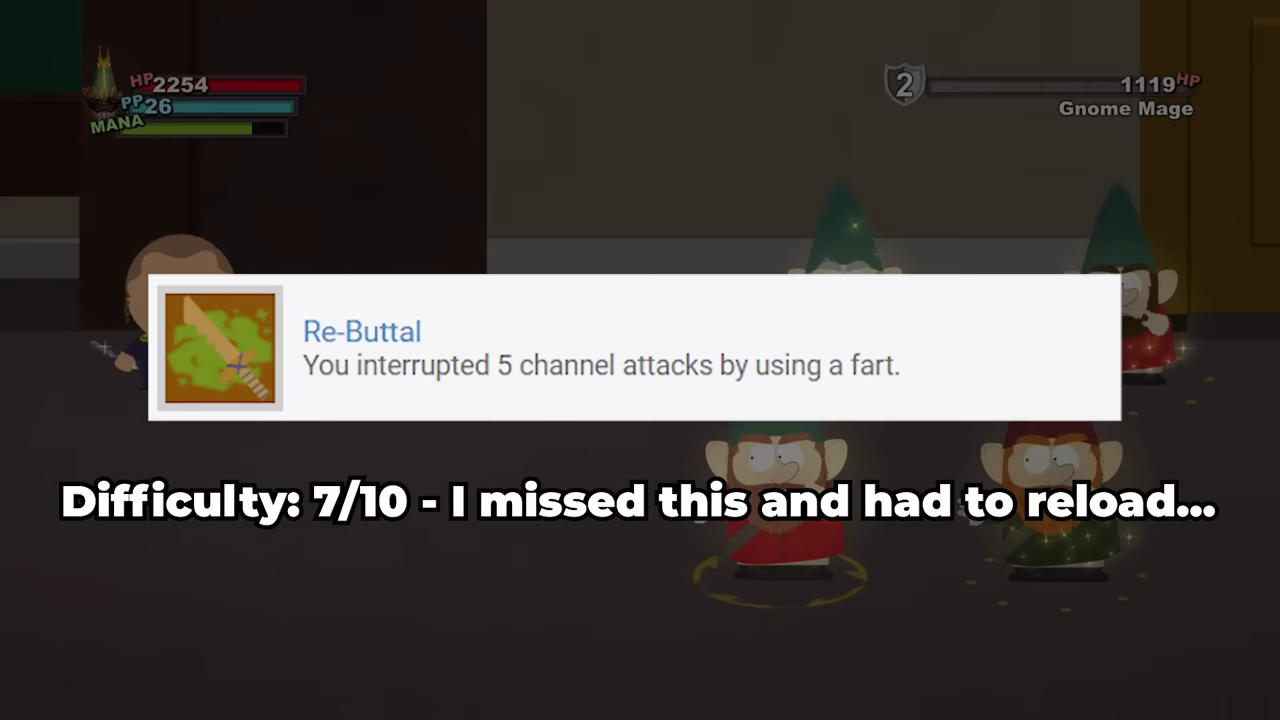 HP 2254
PP 26
MANA
2
1119 HP
Gnome Mage
Re-Buttal
You interrupted 5 channel attacks by using a fart.
Difficulty: 7/10 - I missed this and had to reload...